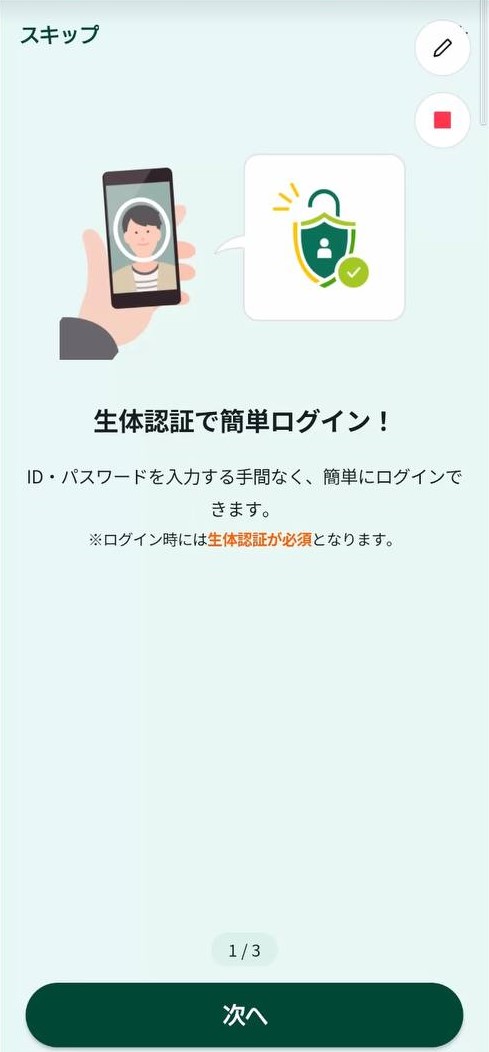 スキップ
生体認証で簡単ログイン！
ID・パスワードを入力する手間なく、簡単にログインで
きます。
※ログイン時には生体認証が必須となります。
1 / 3
次へ